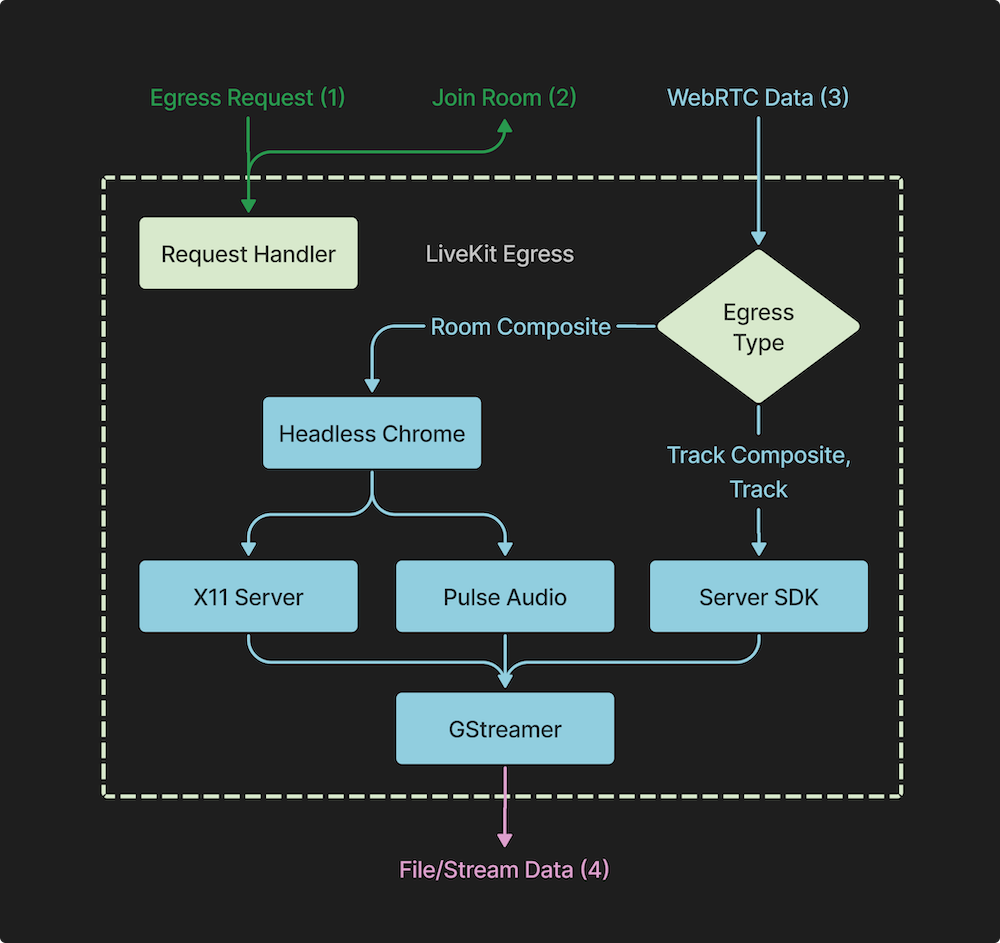 Egress Request (1)
Join Room (2)
WebRTC Data (3)
Request Handler
LiveKit Egress
Egress
Type
Room Composite
Headless Chrome
Track Composite,
Track
X11 Server
Pulse Audio
Server SDK
GStreamer
File/Stream Data (4)